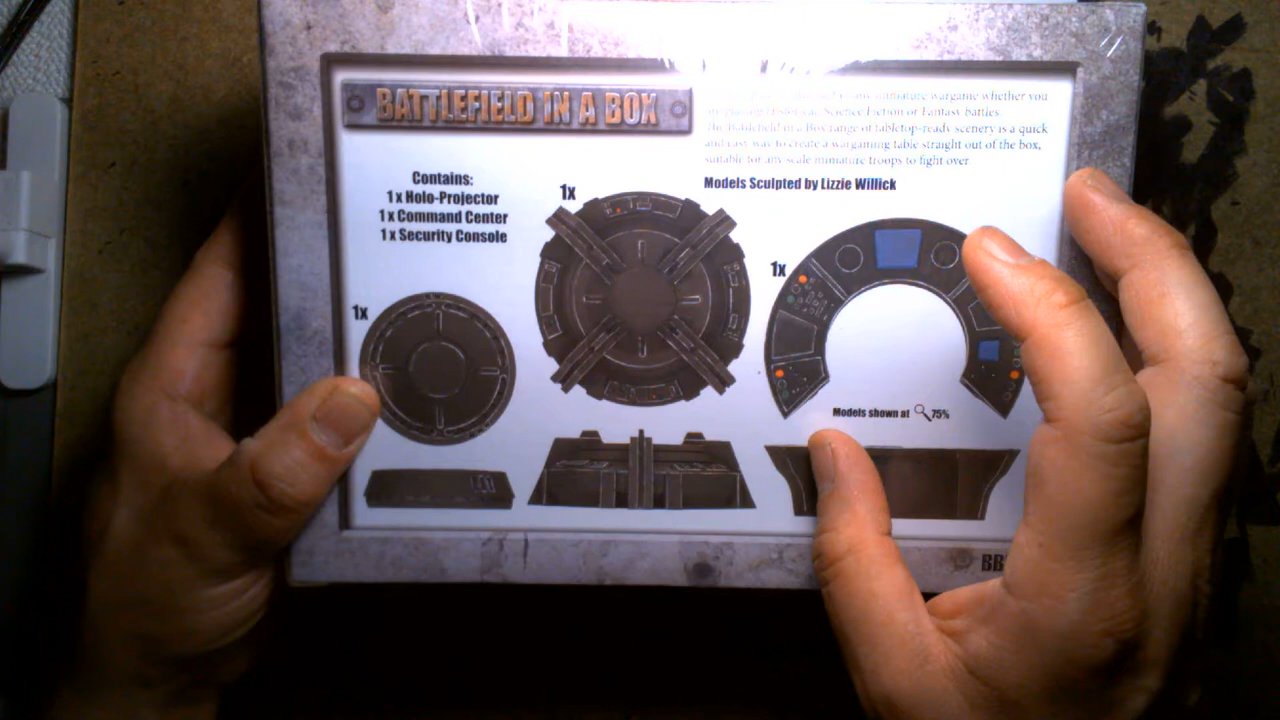 BATTLEFIELD IN A BOX
miniature wargame whether you
Science Fiction or Fantasy battles.
The Battlefield in a Box range of tabletop-ready scenery is a quick
and easy way to create a wargaming table straight out of the box,
suitable for any scale miniature troops to fight over
Models Sculpted by Lizzie Willick
Contains:
1 x Holo-Projector
1 x Command Center
1 x Security Console
1x
1x
1x
Models shown at 75%
BB